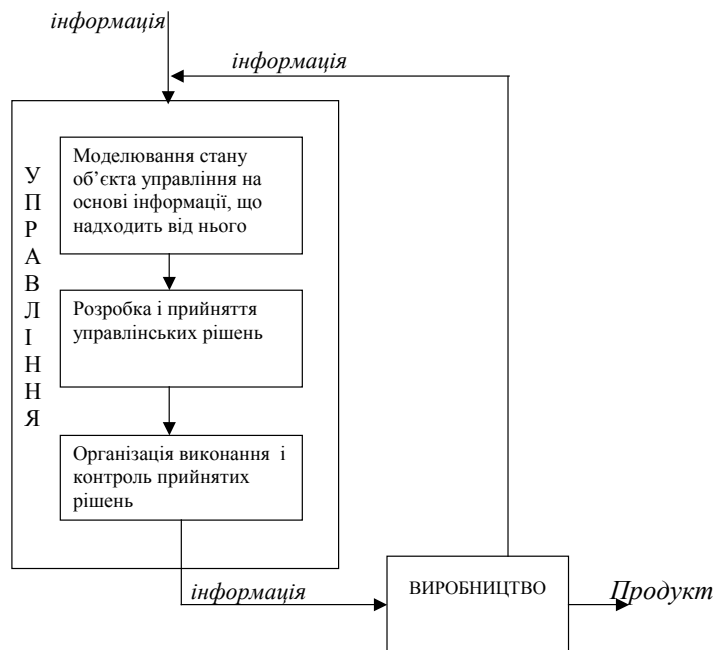 інформація
інформація
УПРАВЛІННЯ
Моделювання стану
об’єкта управління на
основі інформації, що
надходить від нього
Розробка і прийняття
управлінських рішень
Організація виконання і
контроль прийнятих
рішень
інформація
ВИРОБНИЦТВО
Продукт